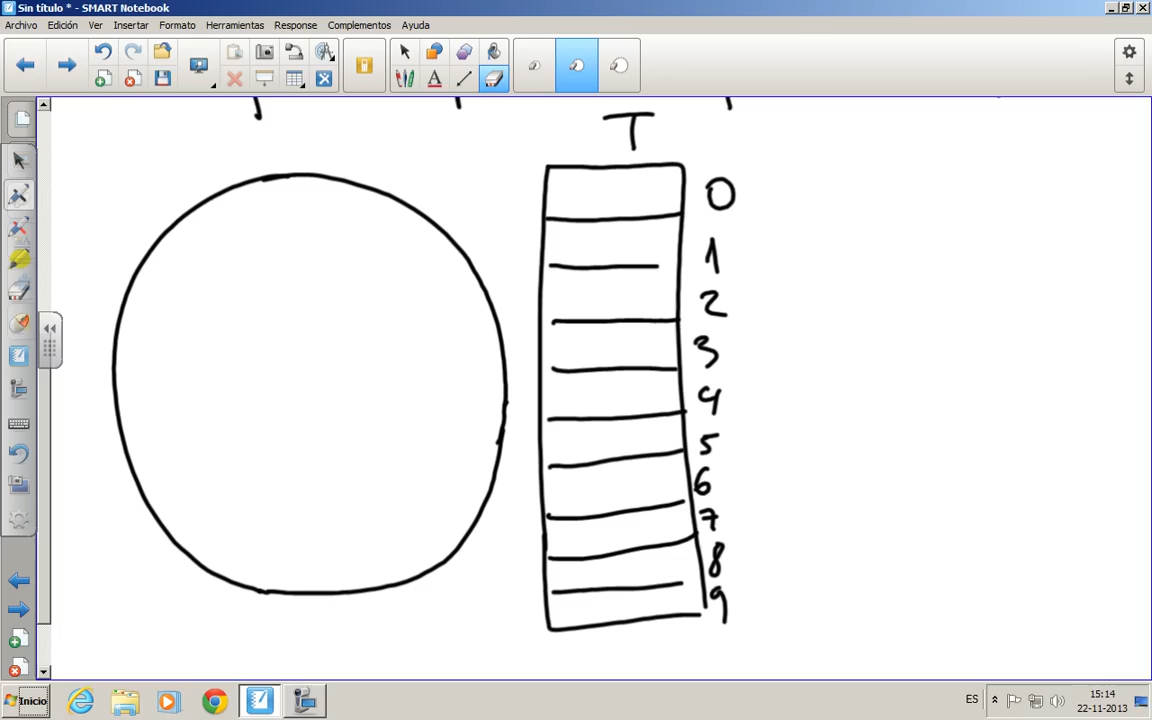 Sin título * - SMART Notebook
Archivo Edición Ver Insertar Formato Herramientas Response Complementos Ayuda
T
0
1
2
3
4
5
6
7
8
9
Inicio
ES
15:14
22-11-2013